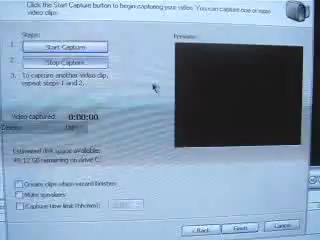 Click the Start Capture button to begin capturing your video. You can capture one or more
video clips.
Steps:
1. Start Capture
2. Stop Capture
3. To capture another video clip,
repeat steps 1 and 2.
Preview:
Video captured: 0:00:00
Estimated disk space available:
GB remaining on drive C.
Create clips when wizard finishes
Mute speakers
Capture time limit (hh:mm):
< Back
Finish
Cancel